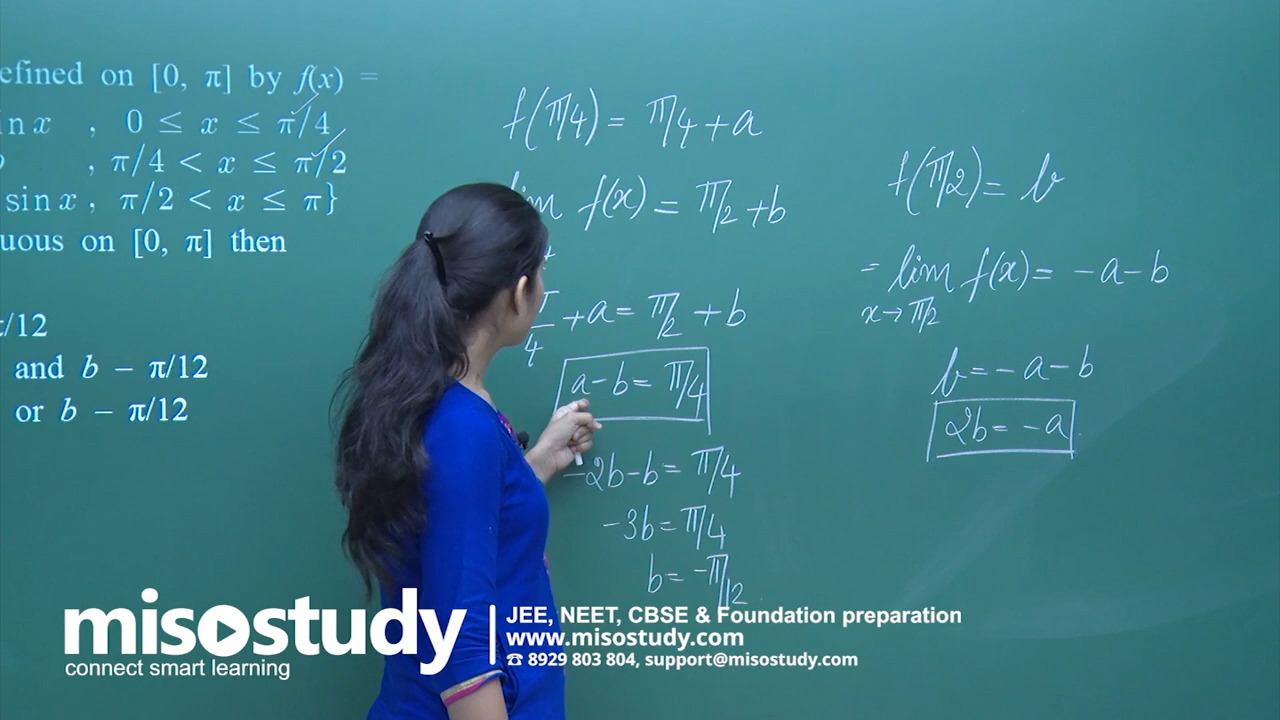 efined on [0, π] by f(x) =
in x , 0 ≤ x ≤ π/4
, π/4 < x ≤ π/2
sin x , π/2 < x ≤ π}
uous on [0, π] then
/12
and b – π/12
or b – π/12
f(π/4) = π/4 + a
lim f(x) = π/2 + b
+
π/4 + a = π/2 + b
a - b = π/4
-2b - b = π/4
-3b = π/4
b = -π/12
f(π/2) = b
= lim f(x) = -a - b
x → π/2
b = -a - b
2b = -a
misostudy
connect smart learning
JEE, NEET, CBSE & Foundation preparation
www.misostudy.com
☎ 8929 803 804, support@misostudy.com